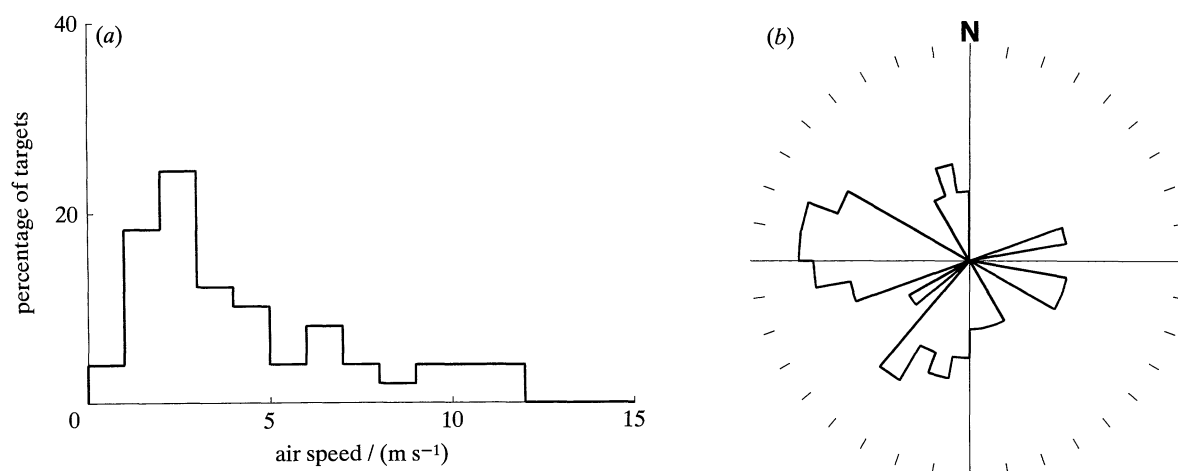 40
(a)
20
percentage of targets
0
5
10
15
air speed / (m s⁻¹)
(b)
N